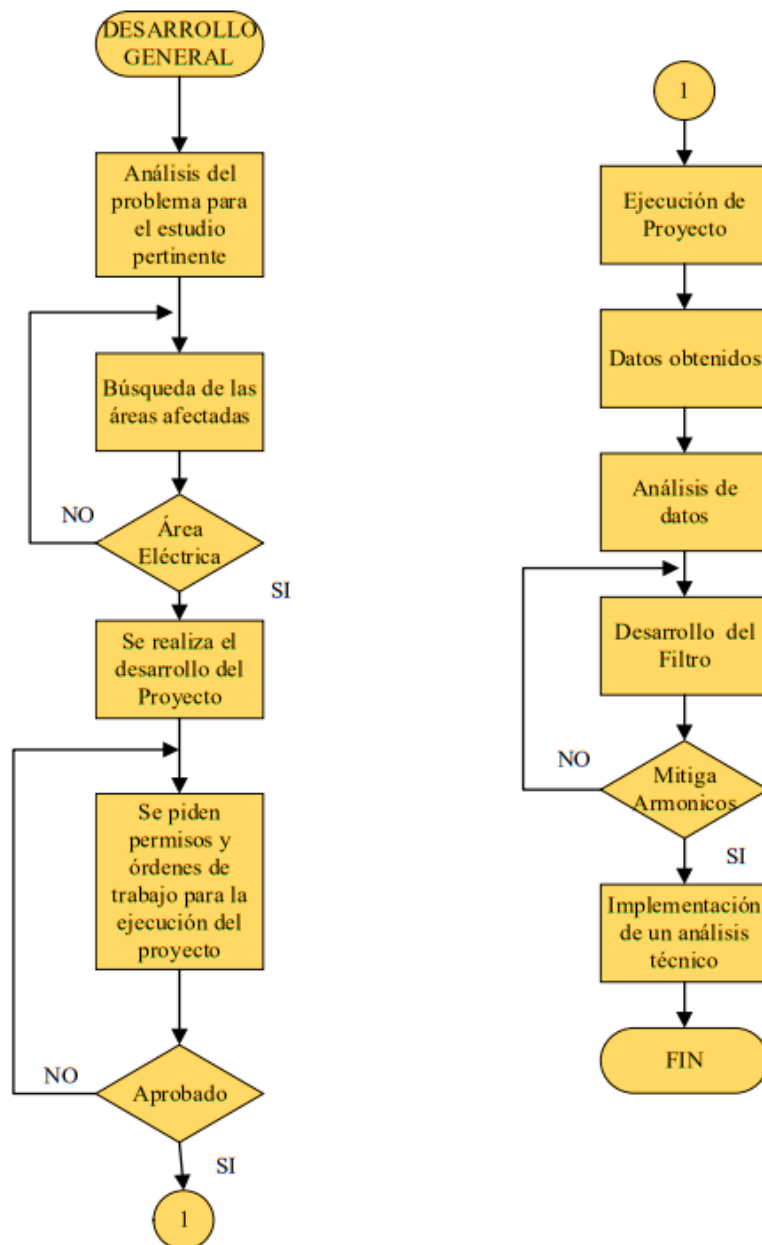 DESARROLLO
GENERAL
Análisis del
problema para
el estudio
pertinente
Búsqueda de las
áreas afectadas
NO
Área
Eléctrica
SI
Se realiza el
desarrollo del
Proyecto
Se piden
permisos y
órdenes de
trabajo para la
ejecución del
proyecto
NO
Aprobado
SI
1
1
Ejecución de
Proyecto
Datos obtenidos
Análisis de
datos
Desarrollo del
Filtro
NO
Mitiga
Armonicos
SI
Implementación
de un análisis
técnico
FIN